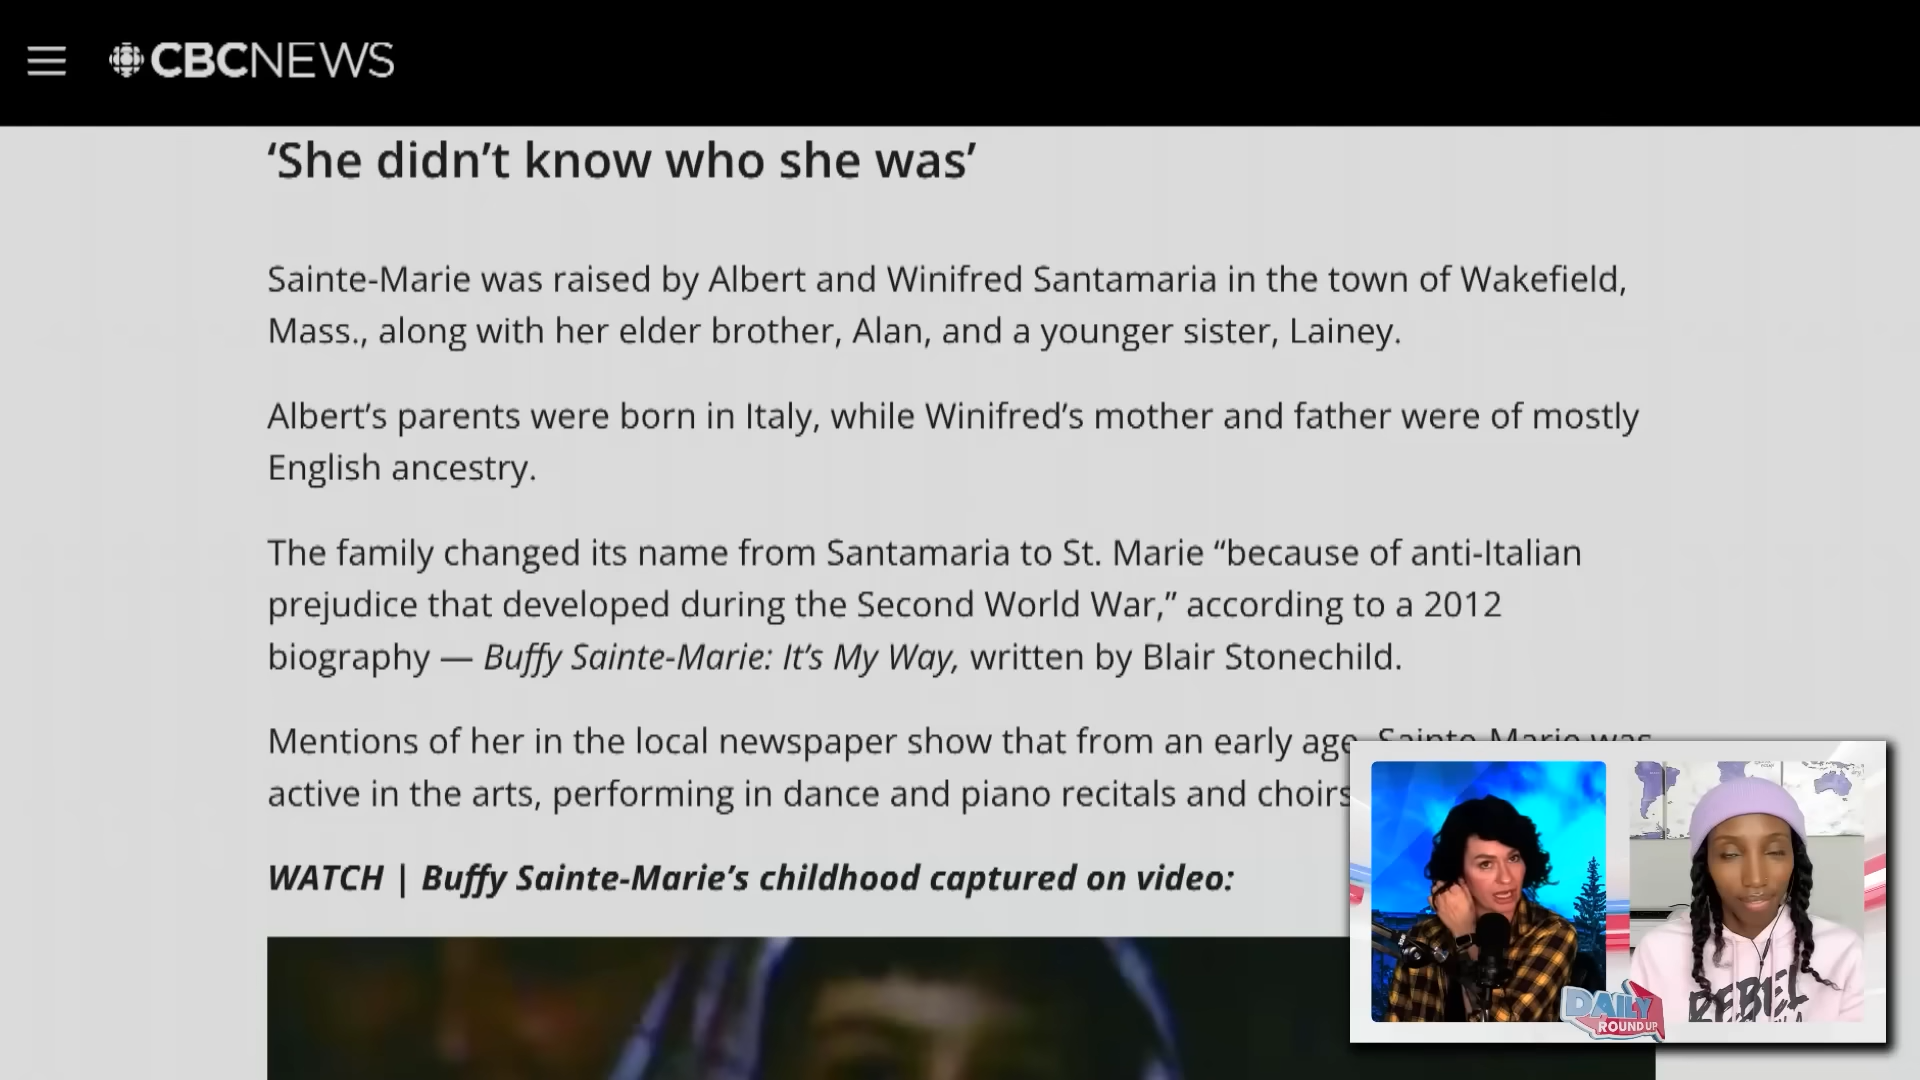 CBCNEWS
‘She didn’t know who she was’
Sainte-Marie was raised by Albert and Winifred Santamaria in the town of Wakefield,
Mass., along with her elder brother, Alan, and a younger sister, Lainey.
Albert’s parents were born in Italy, while Winifred’s mother and father were of mostly
English ancestry.
The family changed its name from Santamaria to St. Marie “because of anti-Italian
prejudice that developed during the Second World War,” according to a 2012
biography — Buffy Sainte-Marie: It’s My Way, written by Blair Stonechild.
Mentions of her in the local newspaper show that from an early age, Sainte-Marie was
active in the arts, performing in dance and piano recitals and choirs
WATCH | Buffy Sainte-Marie’s childhood captured on video:
REBEL
DAILY
ROUNDUP